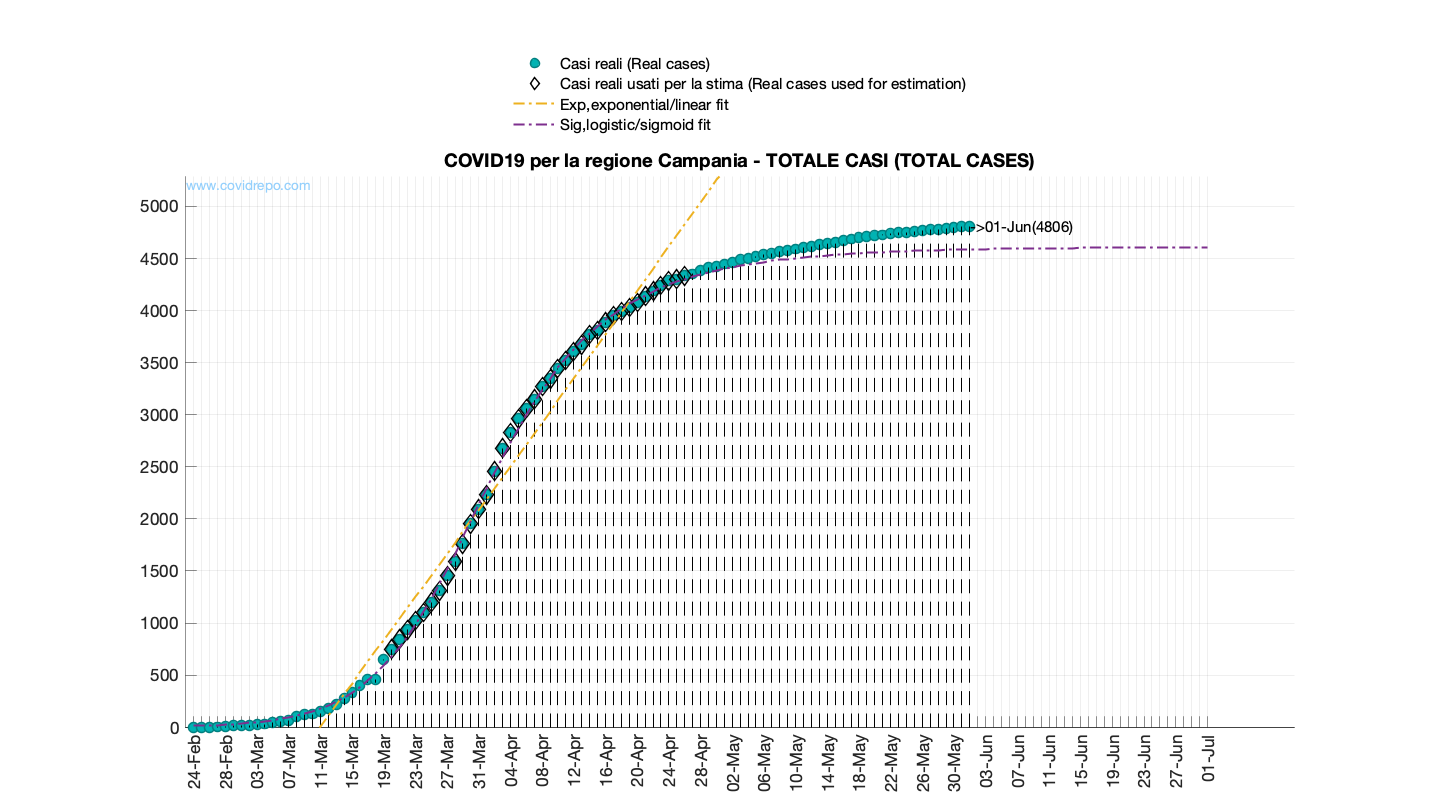 Casi reali (Real cases)
Casi reali usati per la stima (Real cases used for estimation)
Exp,exponential/linear fit
Sig,logistic/sigmoid fit
COVID19 per la regione Campania - TOTALE CASI (TOTAL CASES)
www.covidrepo.com
5000
4500
4000
3500
3000
2500
2000
1500
1000
500
0
->01-Jun(4806)
24-Feb
28-Feb
03-Mar
07-Mar
11-Mar
15-Mar
19-Mar
23-Mar
27-Mar
31-Mar
04-Apr
08-Apr
12-Apr
16-Apr
20-Apr
24-Apr
28-Apr
02-May
06-May
10-May
14-May
18-May
22-May
26-May
30-May
03-Jun
07-Jun
11-Jun
15-Jun
19-Jun
23-Jun
27-Jun
01-Jul